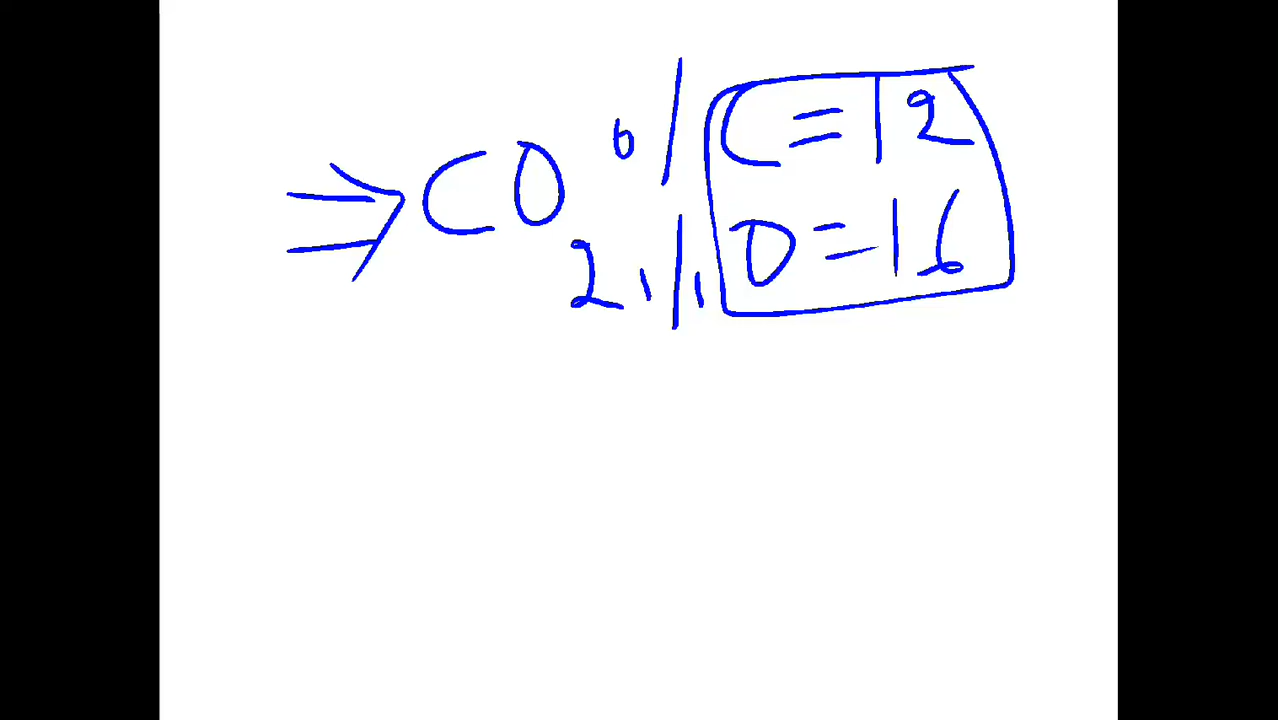 ⇒ CO₂
C = 12
O = 16